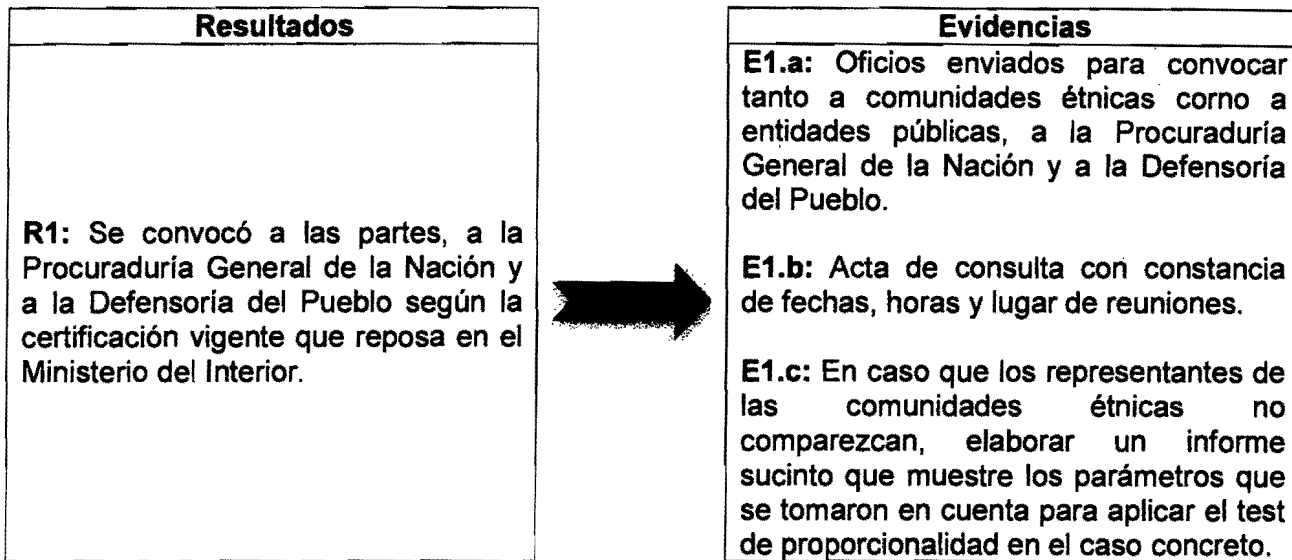 Resultados
R1: Se convocó a las partes, a la
Procuraduría General de la Nación y
a la Defensoría del Pueblo según la
certificación vigente que reposa en el
Ministerio del Interior.
Evidencias
E1.a: Oficios enviados para convocar
tanto a comunidades étnicas corno a
entidades públicas, a la Procuraduría
General de la Nación y a la Defensoría
del Pueblo.
E1.b: Acta de consulta con constancia
de fechas, horas y lugar de reuniones.
E1.c: En caso que los representantes de
las comunidades étnicas no
comparezcan, elaborar un informe
sucinto que muestre los parámetros que
se tomaron en cuenta para aplicar el test
de proporcionalidad en el caso concreto.